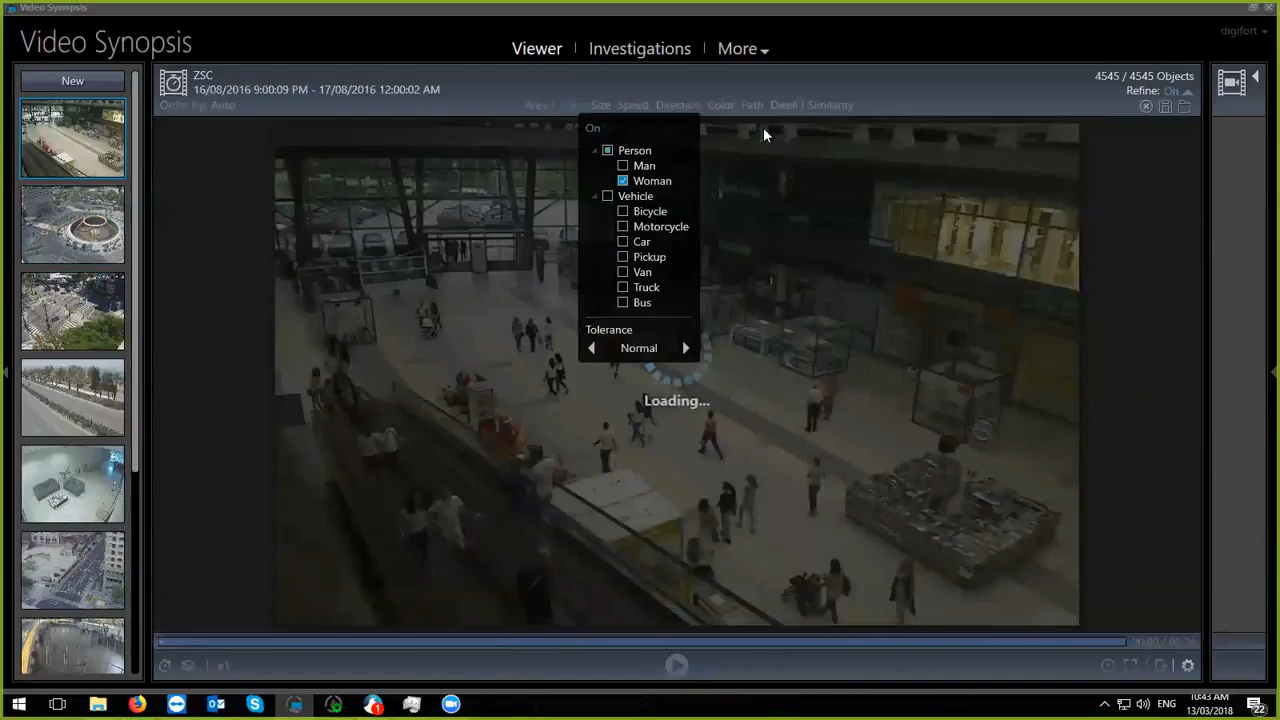 Video Synopsis
digifort
Video Synopsis
Viewer
Investigations
More
New
ZSC
16/08/2016 9:00:09 PM - 17/08/2016 12:00:02 AM
4545 / 4545 Objects
Refine: On
Order By: Auto
Area
Size
Speed
Direction
Color
Path
Dwell
Similarity
On
Person
Man
Woman
Vehicle
Bicycle
Motorcycle
Car
Pickup
Van
Truck
Bus
Tolerance
Normal
Loading...
10:43 AM
13/03/2018
22